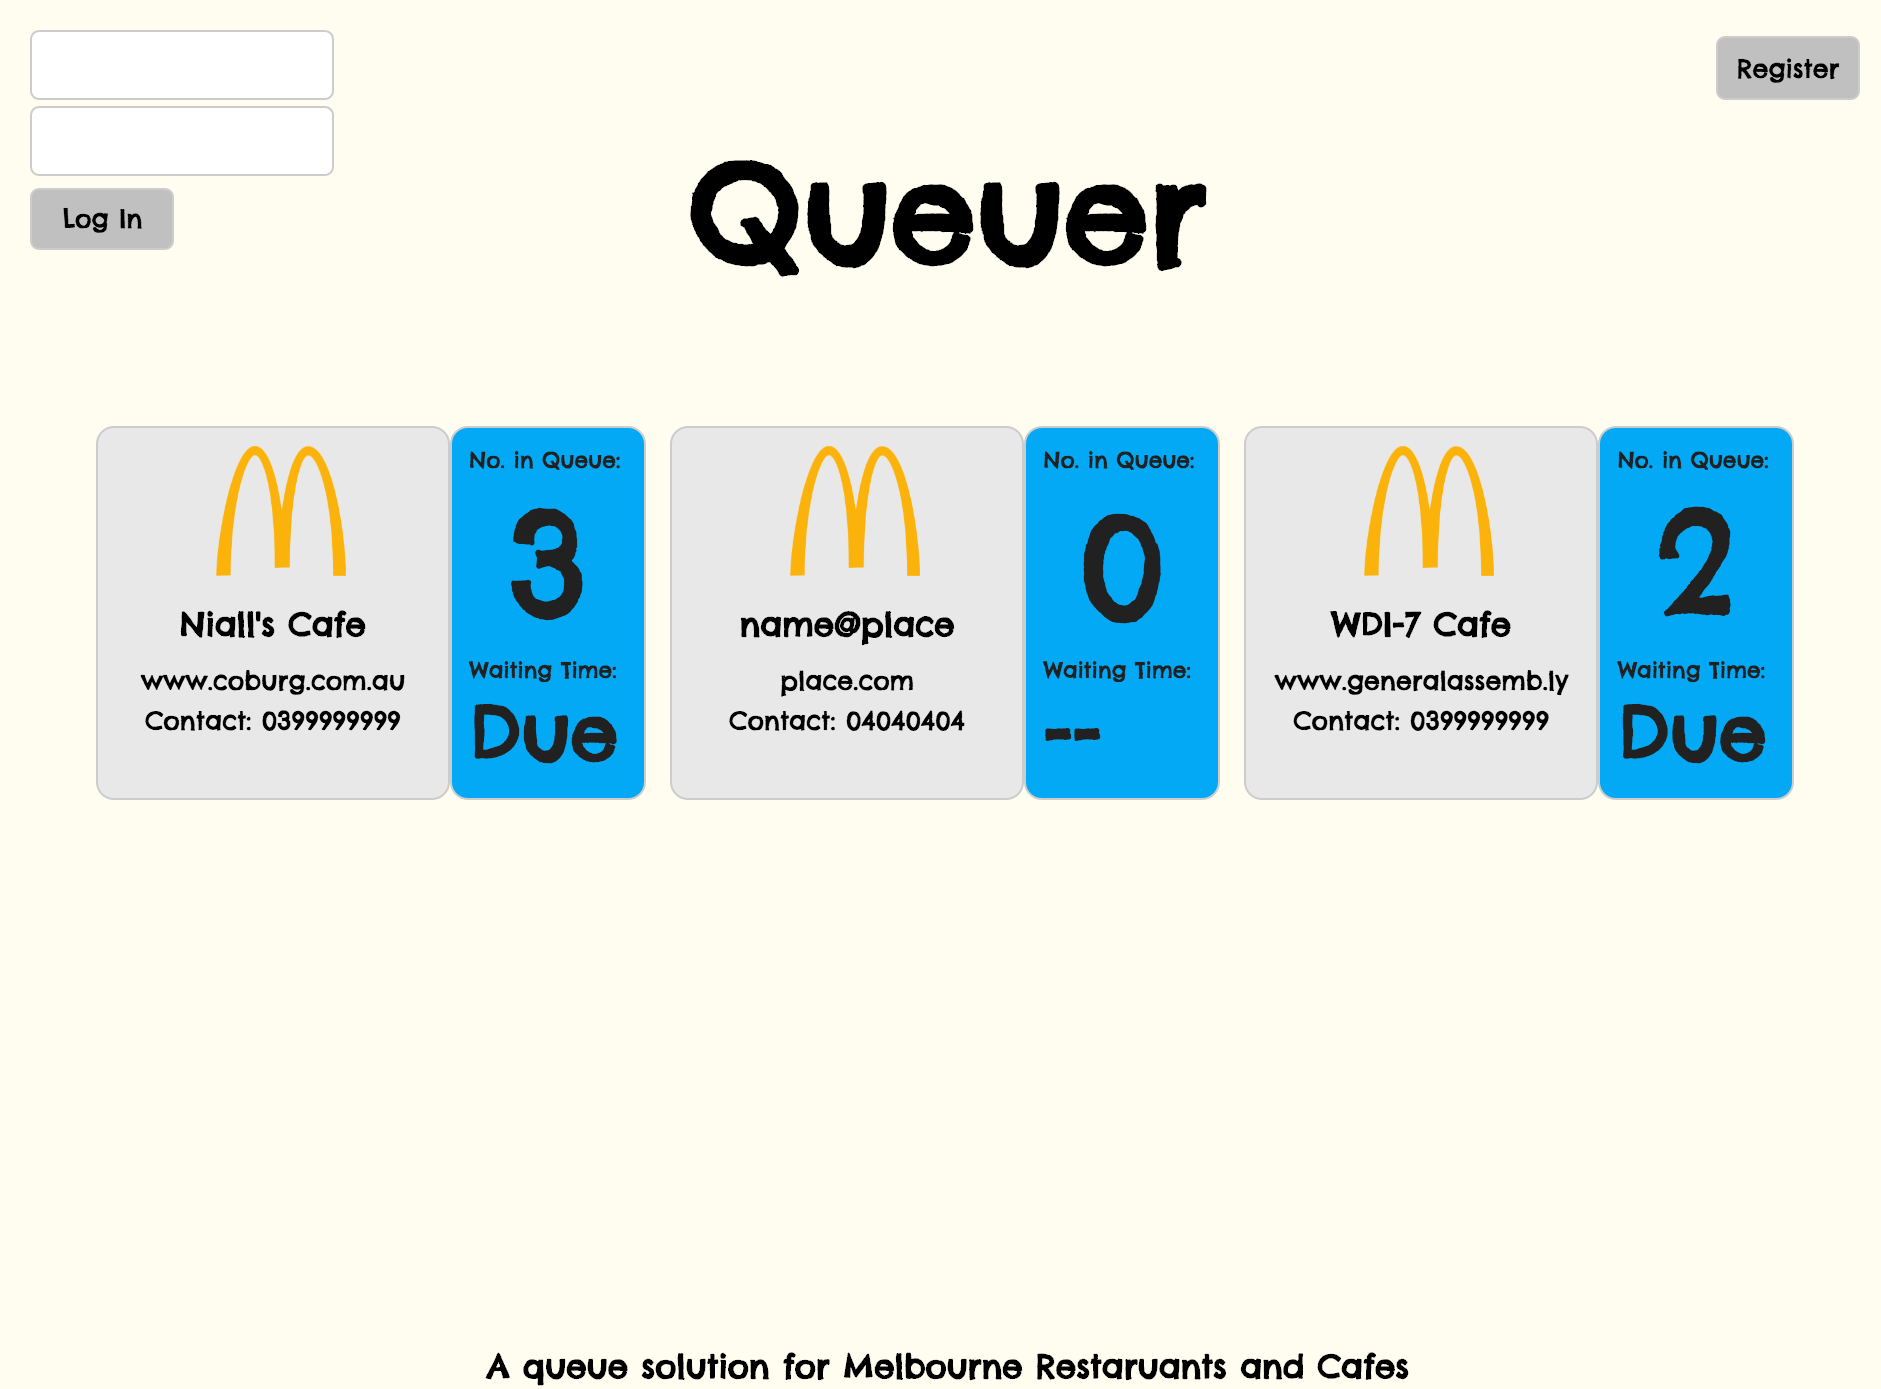 Register
Log In
Queuer
Niall's Cafe
www.coburg.com.au
Contact: 0399999999
No. in Queue:
3
Waiting Time:
Due
name@place
place.com
Contact: 04040404
No. in Queue:
0
Waiting Time:
--
WDI-7 Cafe
www.generalassemb.ly
Contact: 0399999999
No. in Queue:
2
Waiting Time:
Due
A queue solution for Melbourne Restaruants and Cafes